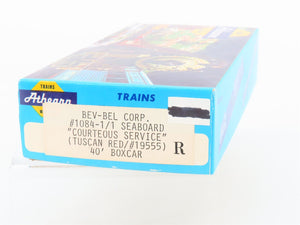 TRAINS
Athearn
TRAINS
BEV-BEL CORP.
#1084-1/1 SEABOARD
"COURTEOUS SERVICE"
(TUSCAN RED/#19555)
40' BOXCAR
R